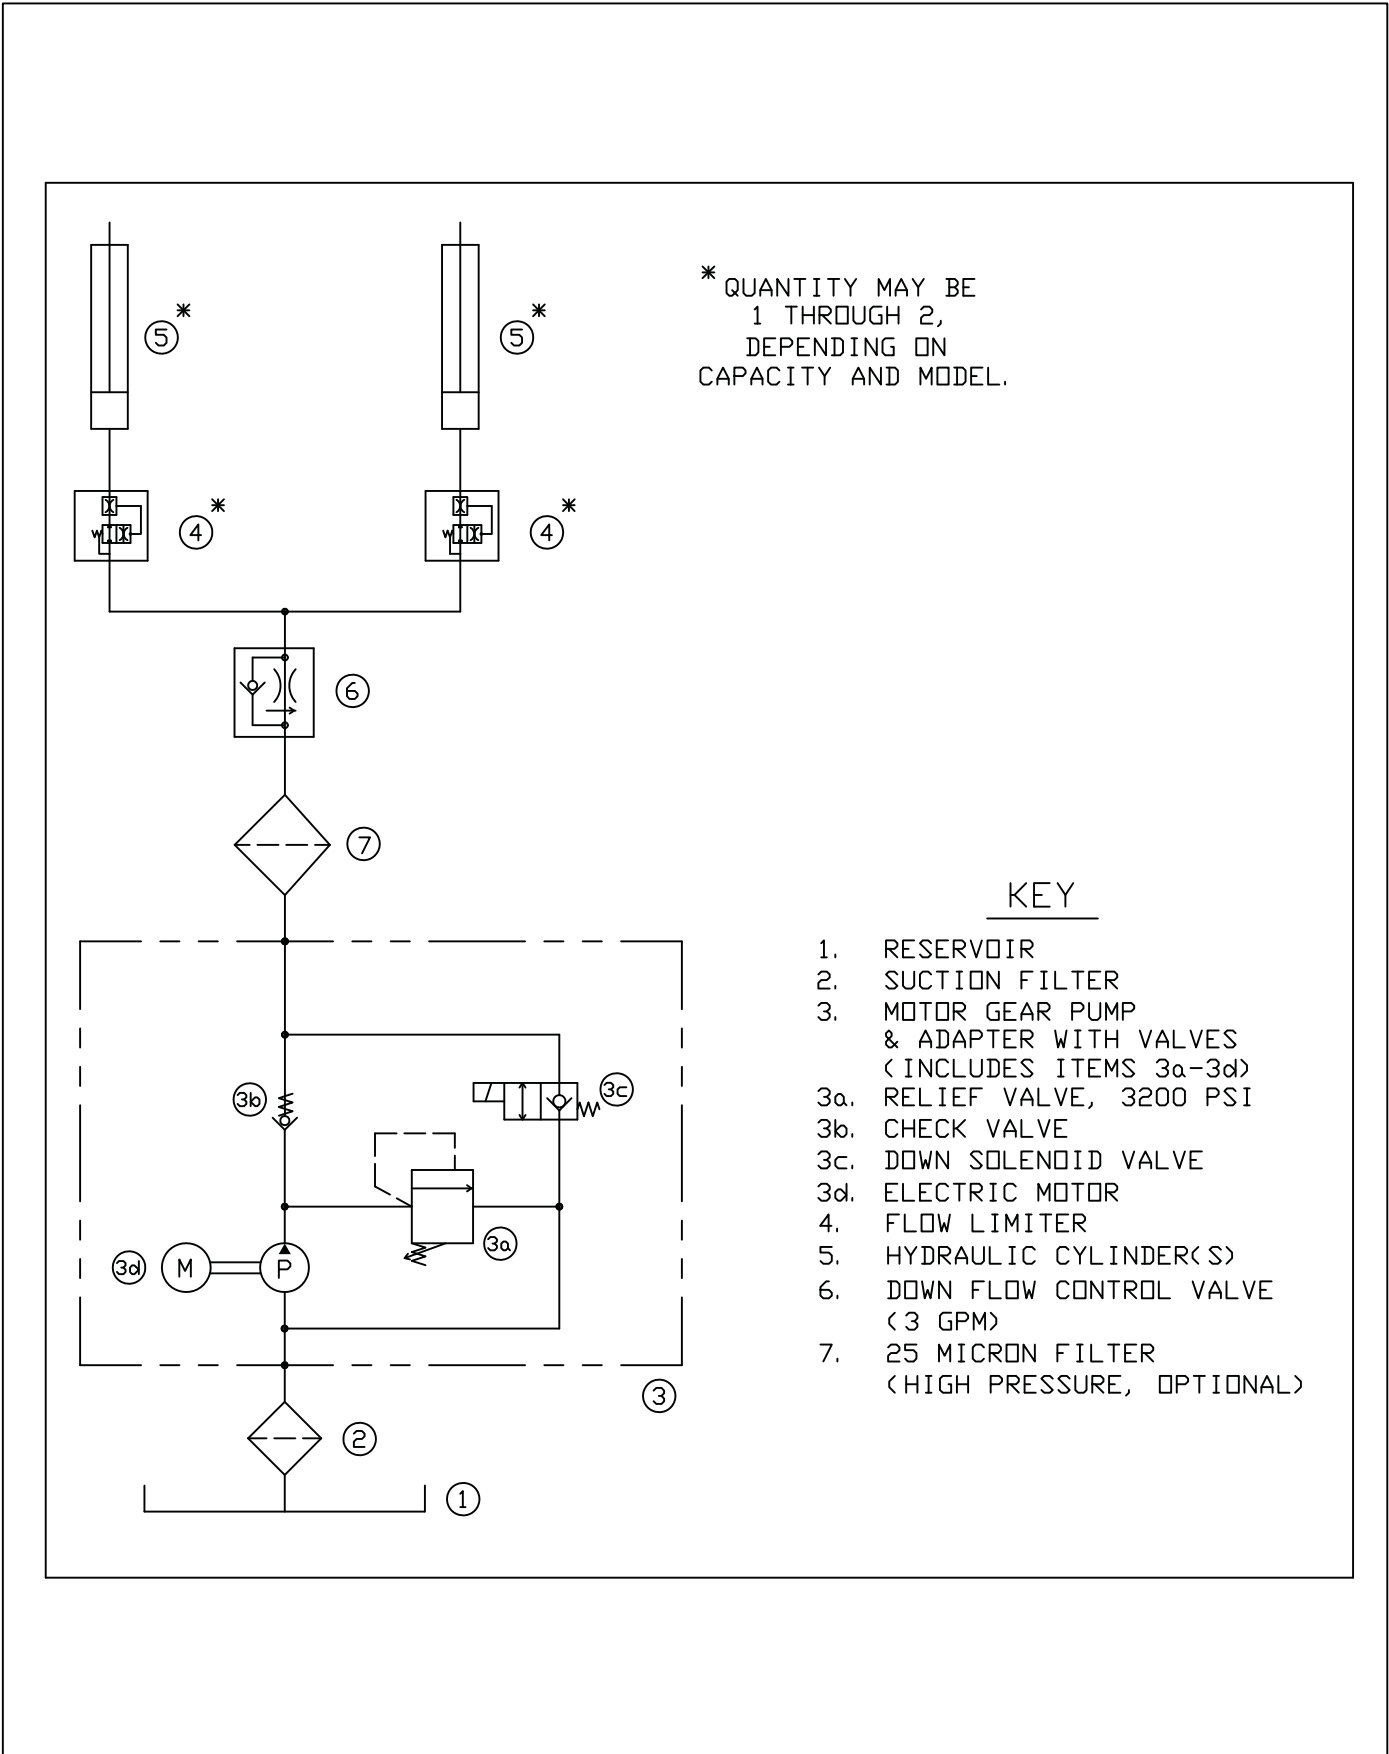 * QUANTITY MAY BE
1 THROUGH 2,
DEPENDING ON
CAPACITY AND MODEL.
5*
5*
4*
4*
6
7
KEY
1. RESERVOIR
2. SUCTION FILTER
3. MOTOR GEAR PUMP
& ADAPTER WITH VALVES
(INCLUDES ITEMS 3a-3d)
3a. RELIEF VALVE, 3200 PSI
3b. CHECK VALVE
3c. DOWN SOLENOID VALVE
3d. ELECTRIC MOTOR
4. FLOW LIMITER
5. HYDRAULIC CYLINDER(S)
6. DOWN FLOW CONTROL VALVE
(3 GPM)
7. 25 MICRON FILTER
(HIGH PRESSURE, OPTIONAL)
3b
3c
3a
3d M P
3
2
1